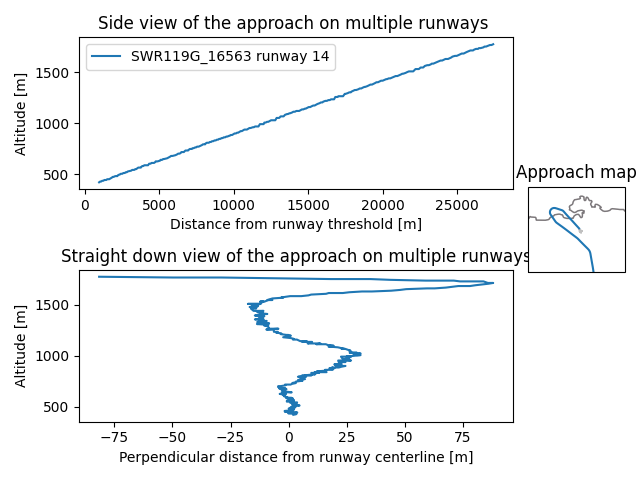 Side view of the approach on multiple runways
SWR119G_16563 runway 14
Altitude [m]
1500
1000
500
0
5000
10000
15000
20000
25000
Distance from runway threshold [m]
Approach map
Straight down view of the approach on multiple runways
Altitude [m]
1500
1000
500
−75
−50
−25
0
25
50
75
Perpendicular distance from runway centerline [m]